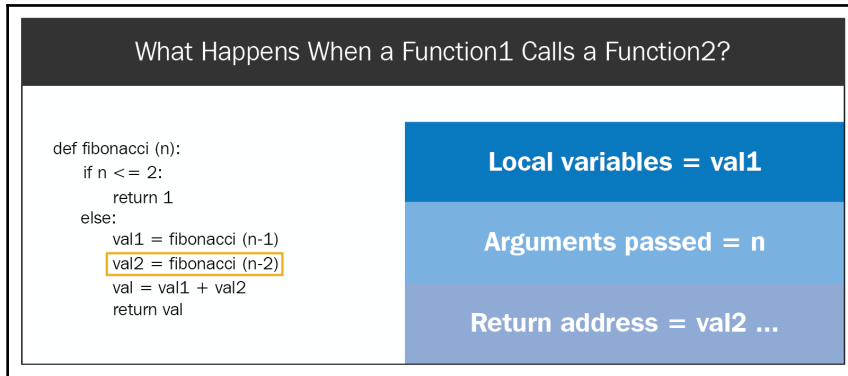 What Happens When a Function1 Calls a Function2?
def fibonacci (n):
if n <= 2:
return 1
else:
val1 = fibonacci (n-1)
val2 = fibonacci (n-2)
val = val1 + val2
return val
Local variables = val1
Arguments passed = n
Return address = val2 ...